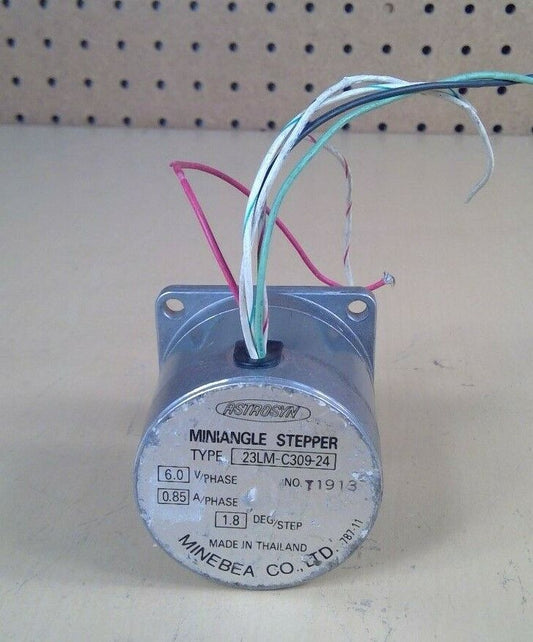 ASTROSYN
MINIANGLE STEPPER
TYPE 23LM-C309-24
6.0 V/PHASE NO. T1913
0.85 A/PHASE
1.8 DEG/STEP
MADE IN THAILAND
MINEBEA CO., LTD. 787-11